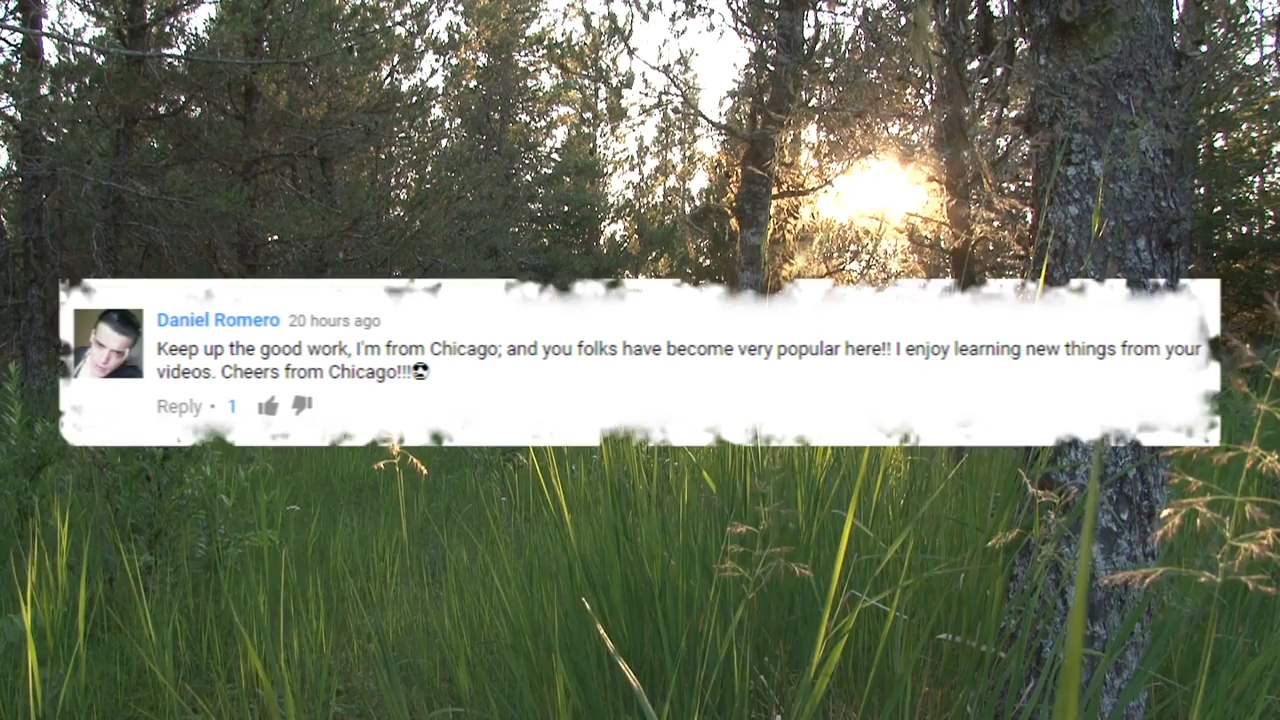 Daniel Romero 20 hours ago
Keep up the good work, I'm from Chicago; and you folks have become very popular here!! I enjoy learning new things from your
videos. Cheers from Chicago!!!😎
Reply • 1